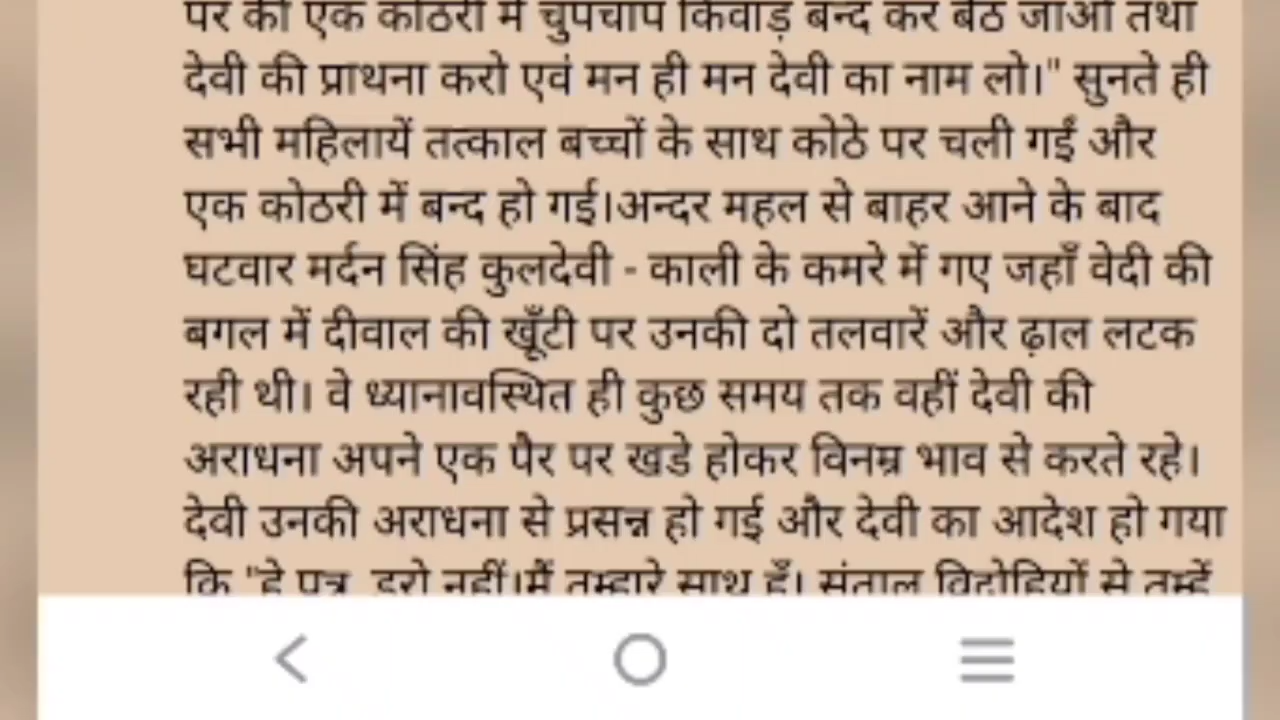 पर की एक कोठरी में चुपचाप किवाड़ बन्द कर बैठ जाओ तथा
देवी की प्राथना करो एवं मन ही मन देवी का नाम लो।" सुनते ही
सभी महिलायें तत्काल बच्चों के साथ कोठे पर चली गईं और
एक कोठरी में बन्द हो गई।अन्दर महल से बाहर आने के बाद
घटवार मर्दन सिंह कुलदेवी - काली के कमरे में गए जहाँ वेदी की
बगल में दीवाल की खूँटी पर उनकी दो तलवारें और ढ़ाल लटक
रही थी। वे ध्यानावस्थित ही कुछ समय तक वहीं देवी की
अराधना अपने एक पैर पर खडे होकर विनम्र भाव से करते रहे।
देवी उनकी अराधना से प्रसन्न हो गई और देवी का आदेश हो गया
कि "हे पुत्र डरो नहीं।मैं तुम्हारे साथ हूँ। संताल विद्रोहियों से तुम्हें